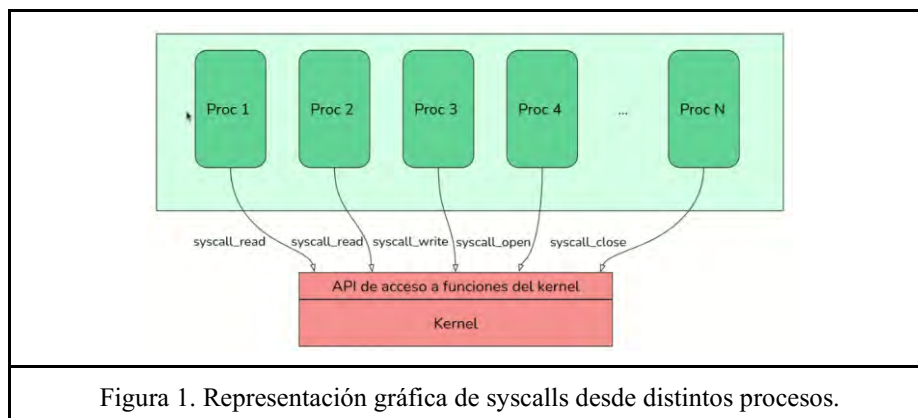 Proc 1 Proc 2 Proc 3 Proc 4 ... Proc N
syscall_read syscall_read syscall_write syscall_open syscall_close
API de acceso a funciones del kernel
Kernel
Figura 1. Representación gráfica de syscalls desde distintos procesos.